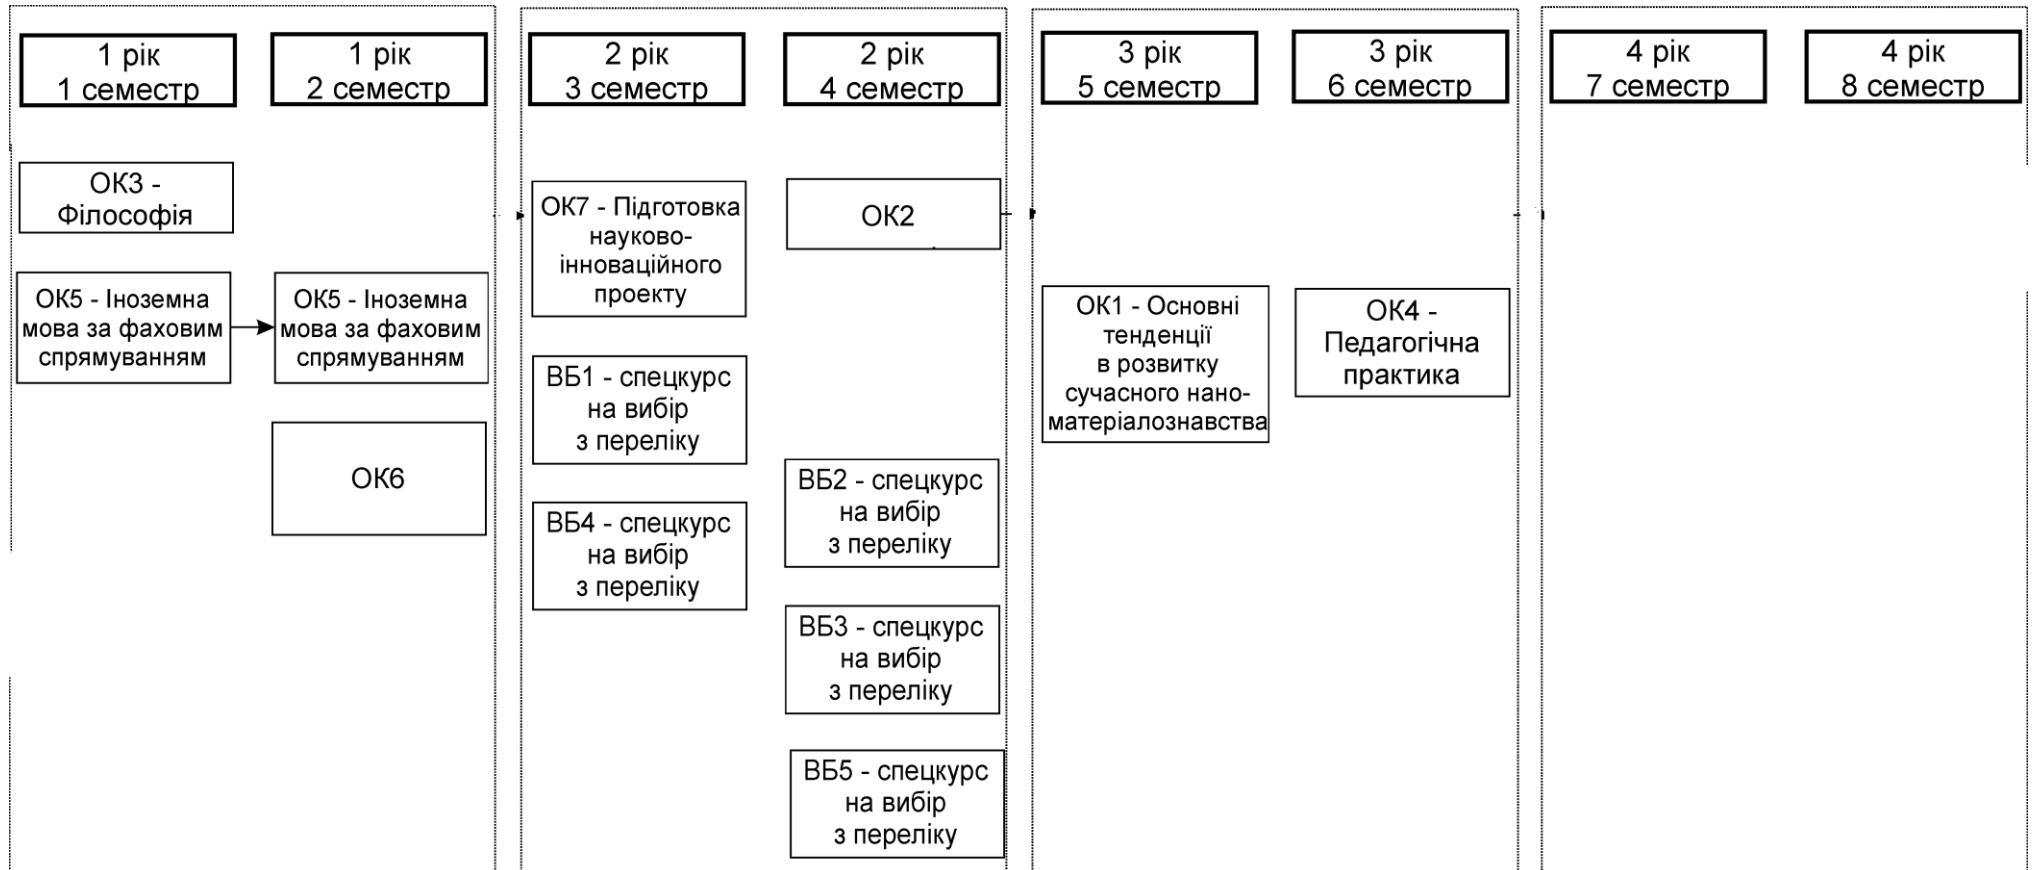 1 рік
1 семестр
1 рік
2 семестр
2 рік
3 семестр
2 рік
4 семестр
3 рік
5 семестр
3 рік
6 семестр
4 рік
7 семестр
4 рік
8 семестр
ОК3 -
Філософія
ОК5 - Іноземна
мова за фаховим
спрямуванням
ОК5 - Іноземна
мова за фаховим
спрямуванням
ОК6
ОК7 - Підготовка
науково-
інноваційного
проекту
ВБ1 - спецкурс
на вибір
з переліку
ВБ4 - спецкурс
на вибір
з переліку
ОК2
ВБ2 - спецкурс
на вибір
з переліку
ВБ3 - спецкурс
на вибір
з переліку
ВБ5 - спецкурс
на вибір
з переліку
ОК1 - Основні
тенденції
в розвитку
сучасного нано-
матеріалознавства
ОК4 -
Педагогічна
практика